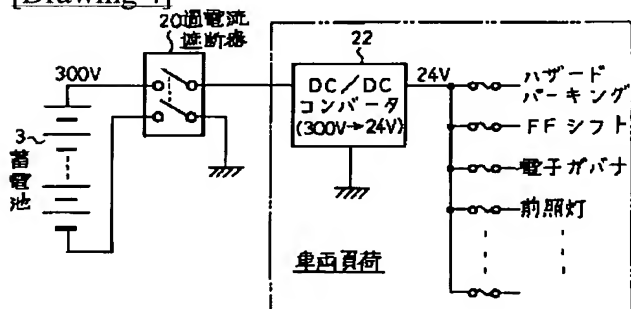 [Drawing 4]
20過電流
遮断器
22
300V
DC/DC
コンバータ
(300V→24V)
24V
ハザード
パーキング
FFシフト
電子ガバナ
前照灯
3
蓄電池
車両負荷